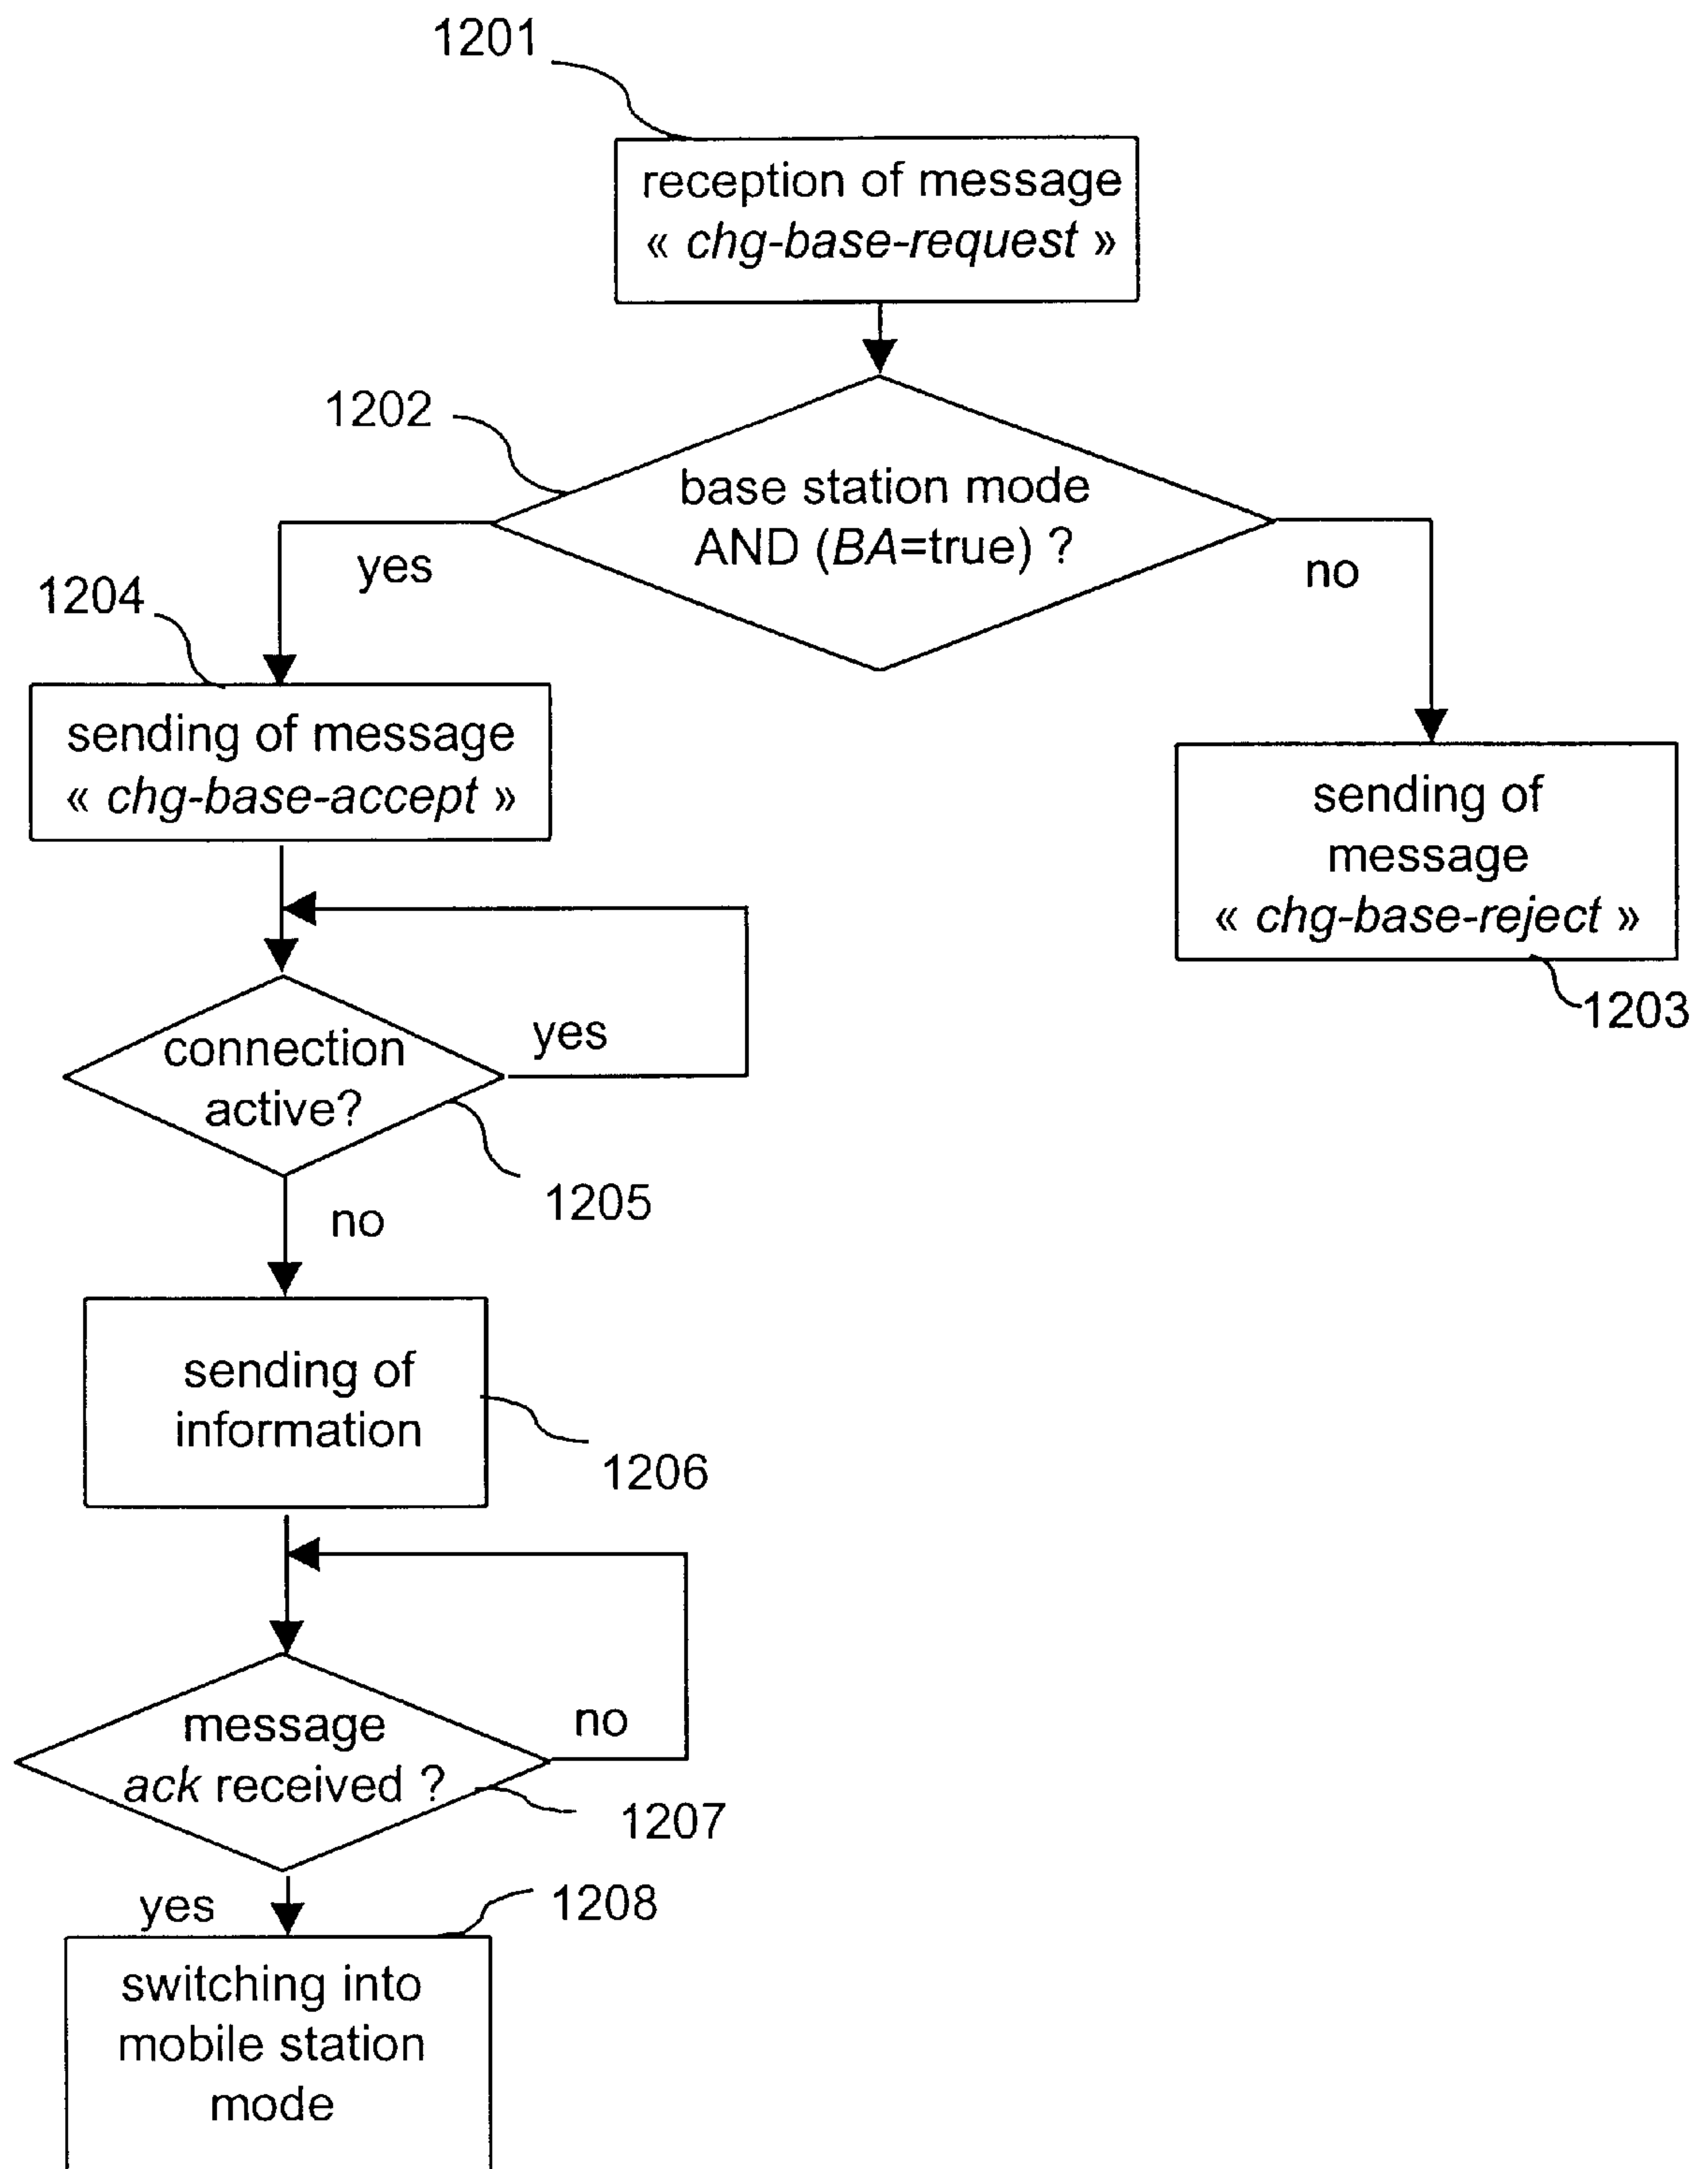 1201
reception of message
« chg-base-request »
1202
base station mode
AND (BA=true) ?
yes
no
1204
sending of message
« chg-base-accept »
sending of
message
« chg-base-reject »
1203
connection
active?
yes
1205
no
sending of
information
1206
message
ack received ?
no
1207
yes
1208
switching into
mobile station
mode